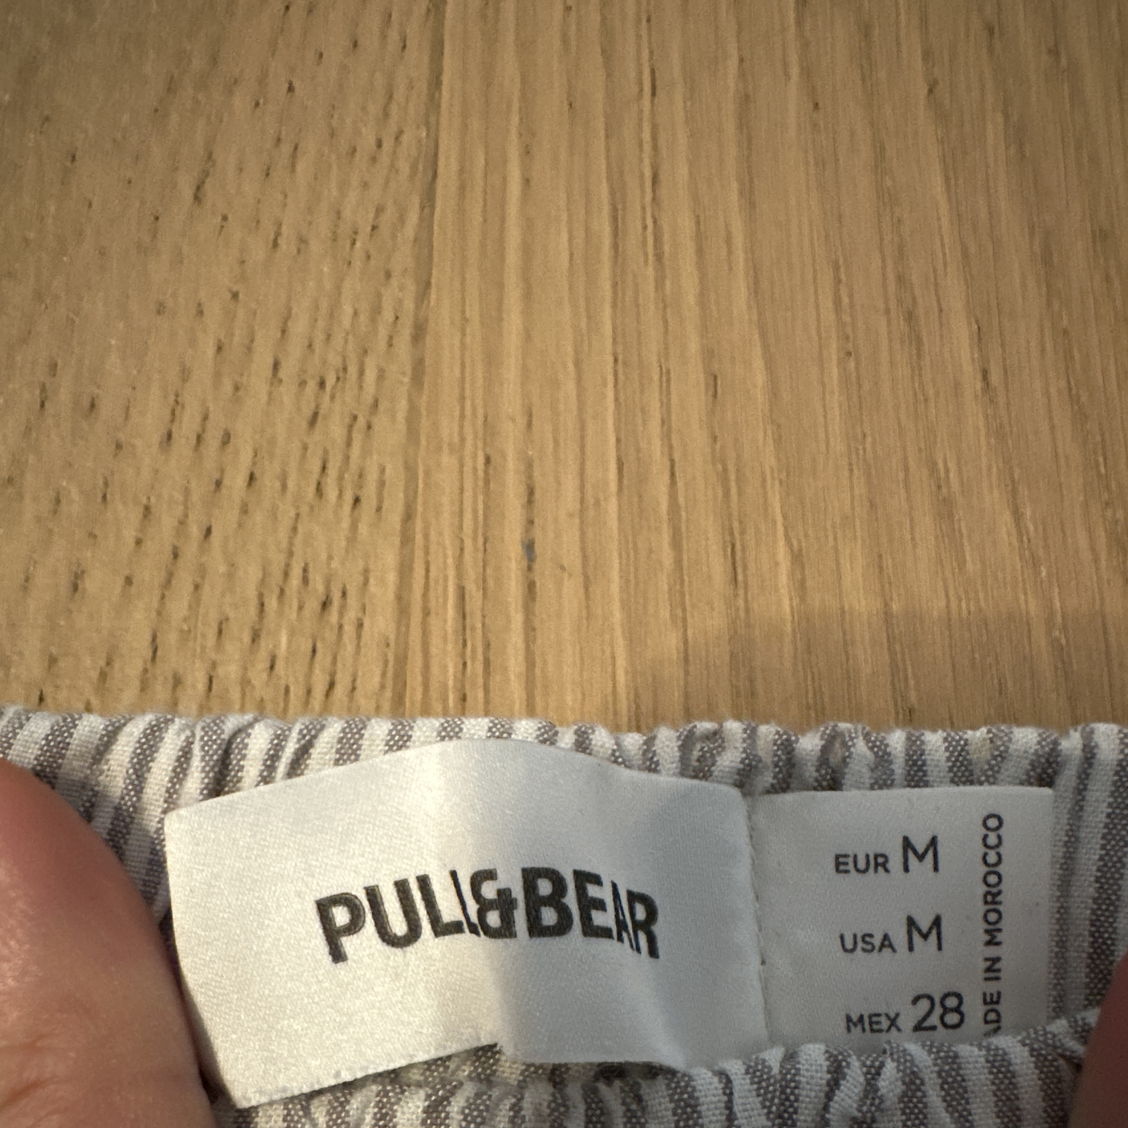 PULL&BEAR
EUR M
USA M
MEX 28
ADE IN MOROCCO